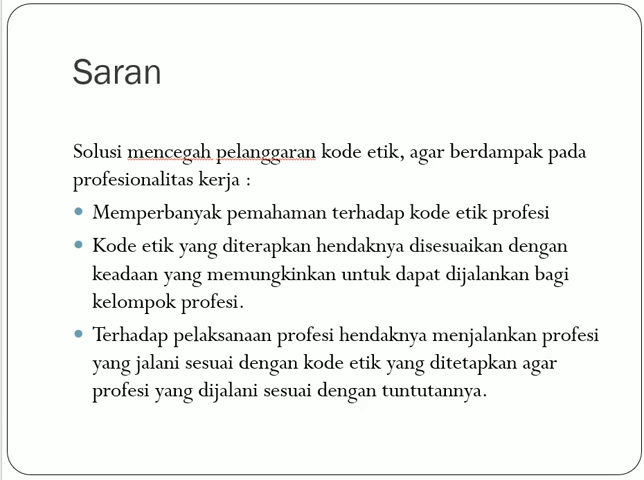 Saran
Solusi mencegah pelanggaran kode etik, agar berdampak pada
profesionalitas kerja :
• Memperbanyak pemahaman terhadap kode etik profesi
• Kode etik yang diterapkan hendaknya disesuaikan dengan
keadaan yang memungkinkan untuk dapat dijalankan bagi
kelompok profesi.
• Terhadap pelaksanaan profesi hendaknya menjalankan profesi
yang jalani sesuai dengan kode etik yang ditetapkan agar
profesi yang dijalani sesuai dengan tuntutannya.